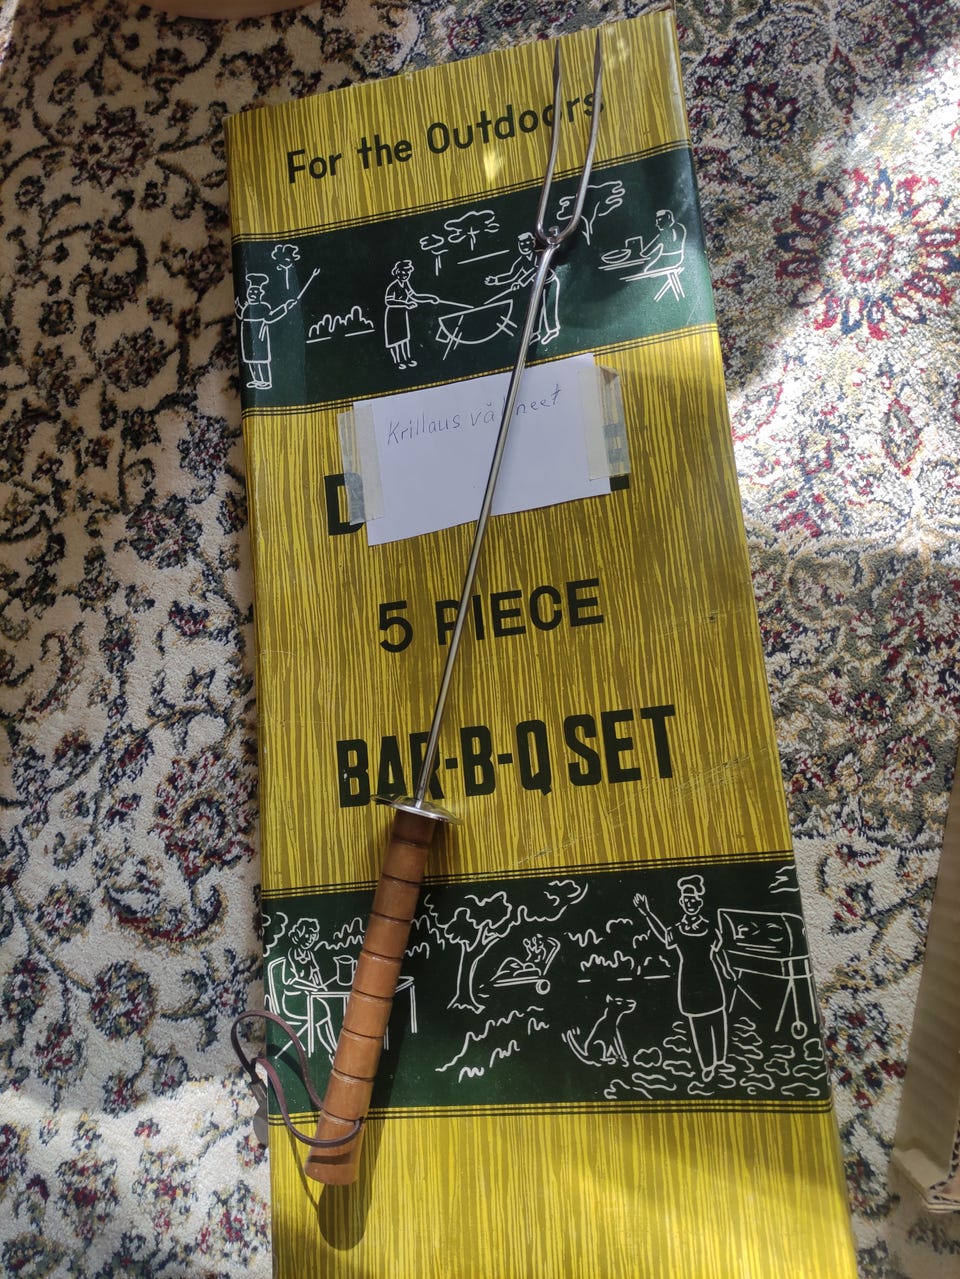 For the Outdoors
Krillaus välineet
5 PIECE
BAR-B-Q SET